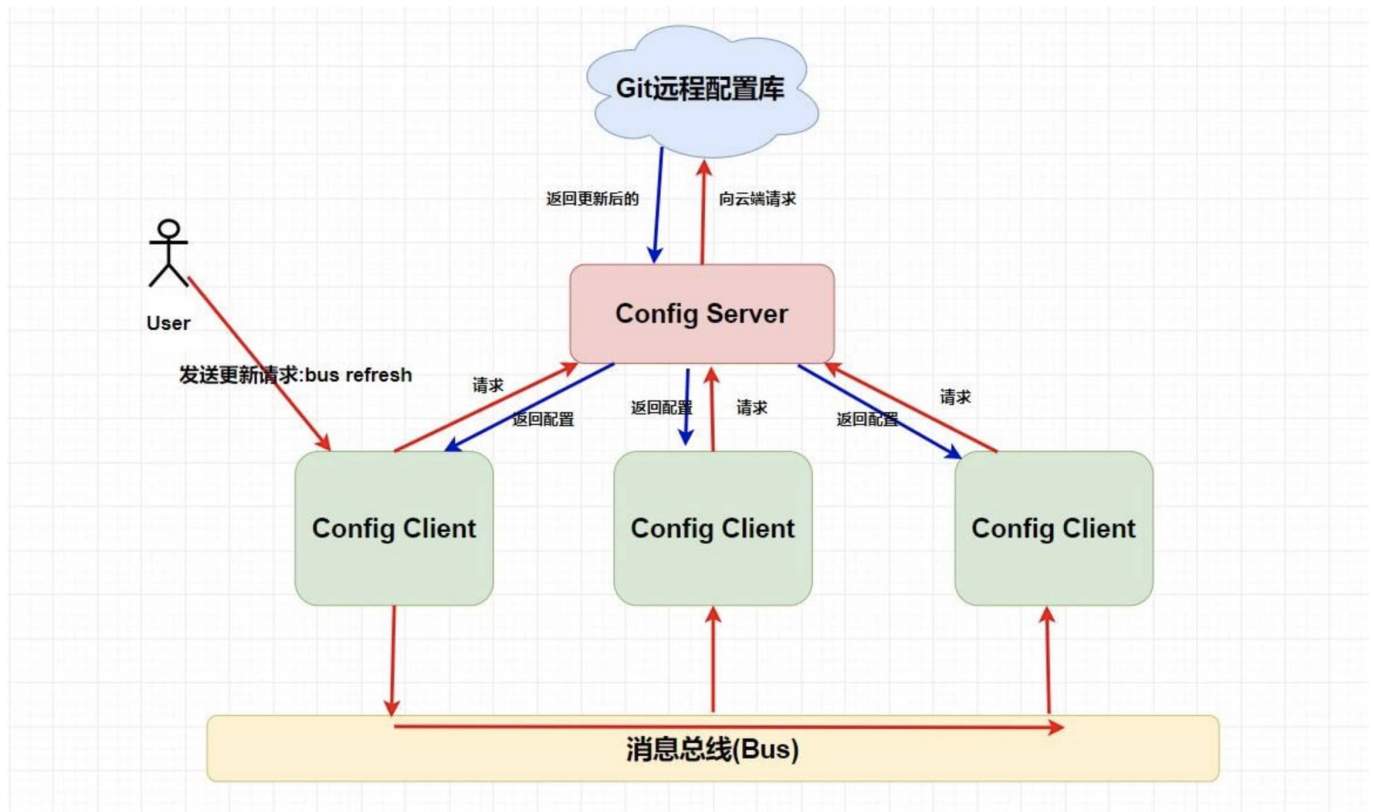 Git远程配置库
返回更新后的
向云端请求
Config Server
User
发送更新请求:bus refresh
请求
返回配置
返回配置
请求
返回配置
请求
Config Client
Config Client
Config Client
消息总线(Bus)